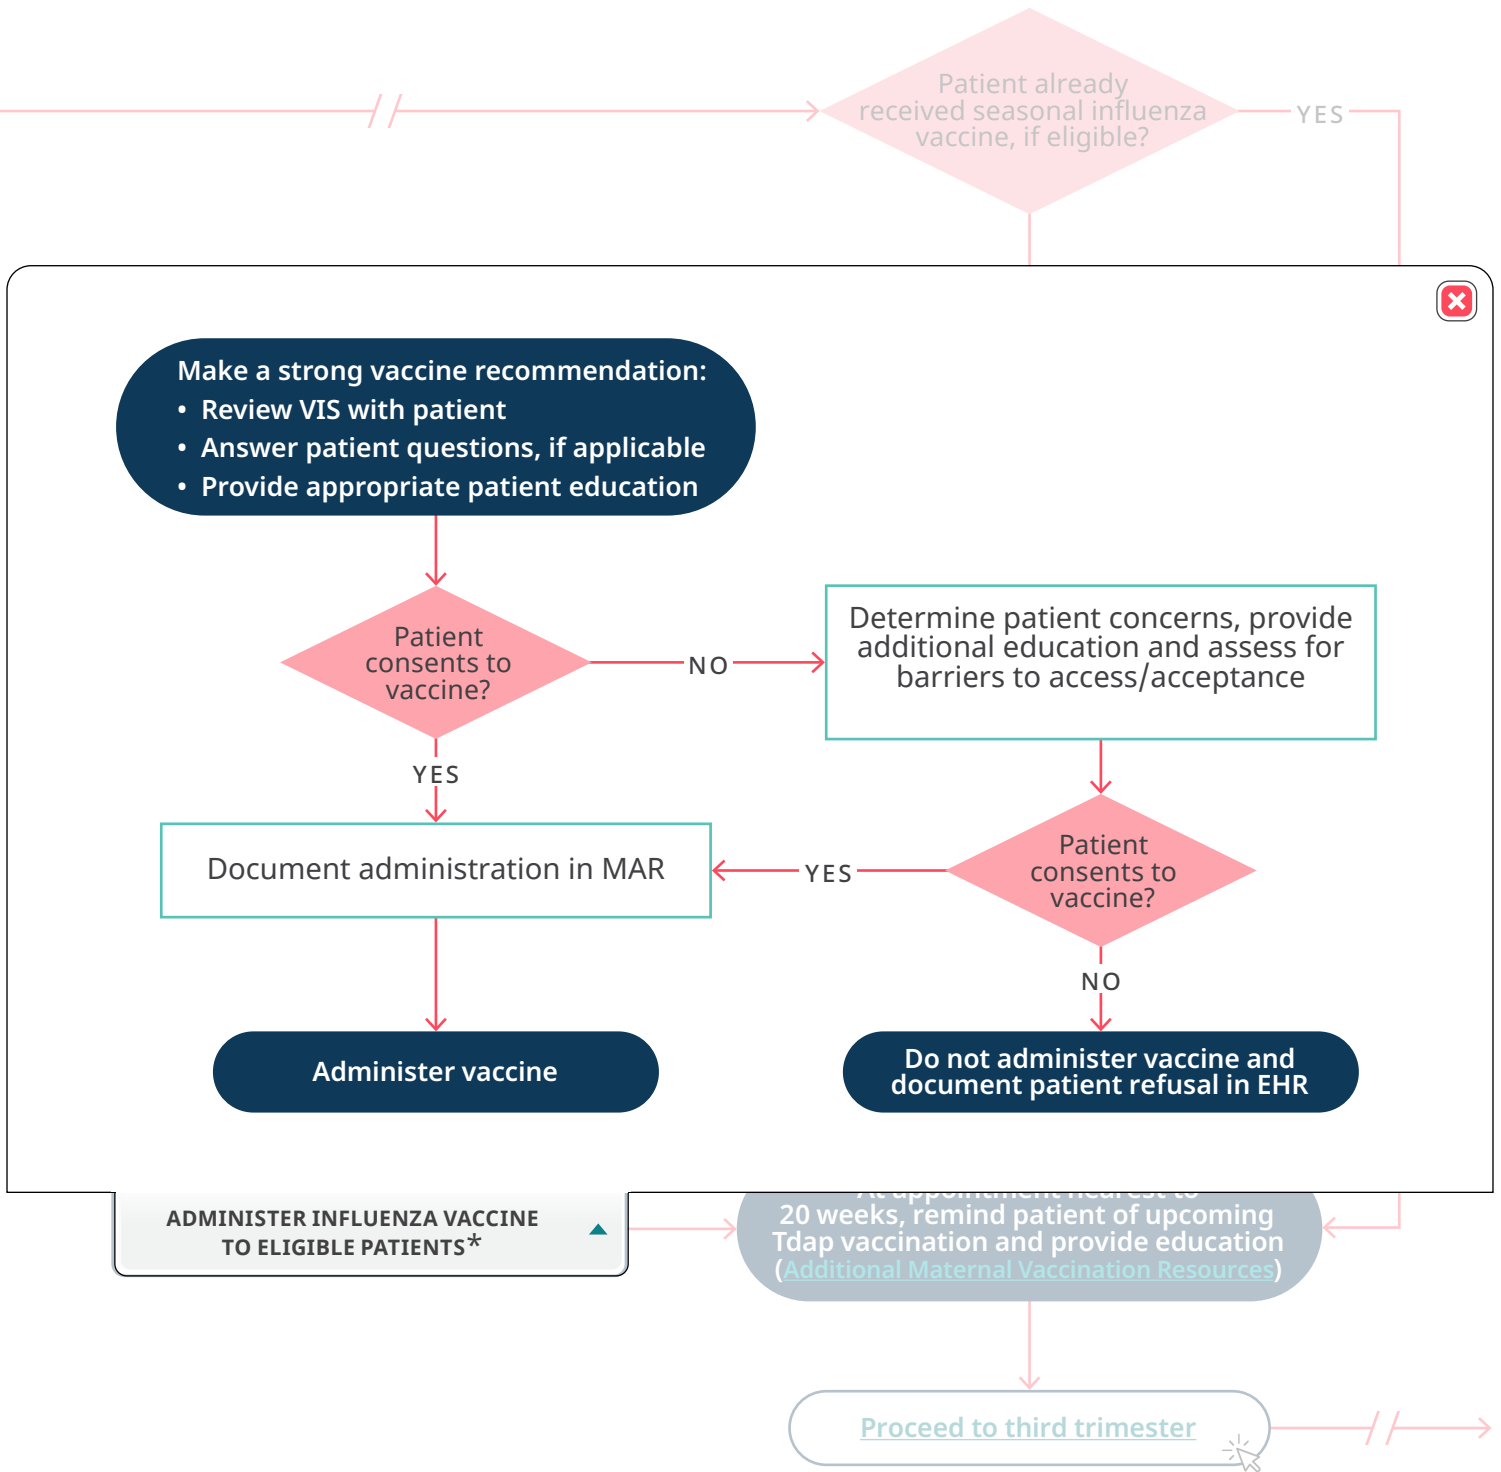 Patient already
received seasonal influenza
vaccine, if eligible?
YES
Make a strong vaccine recommendation:
• Review VIS with patient
• Answer patient questions, if applicable
• Provide appropriate patient education
Patient
consents to
vaccine?
NO
Determine patient concerns, provide
additional education and assess for
barriers to access/acceptance
YES
Document administration in MAR
YES
Patient
consents to
vaccine?
NO
Administer vaccine
Do not administer vaccine and
document patient refusal in EHR
ADMINISTER INFLUENZA VACCINE
TO ELIGIBLE PATIENTS*
At appointment nearest to
20 weeks, remind patient of upcoming
Tdap vaccination and provide education
(Additional Maternal Vaccination Resources)
Proceed to third trimester